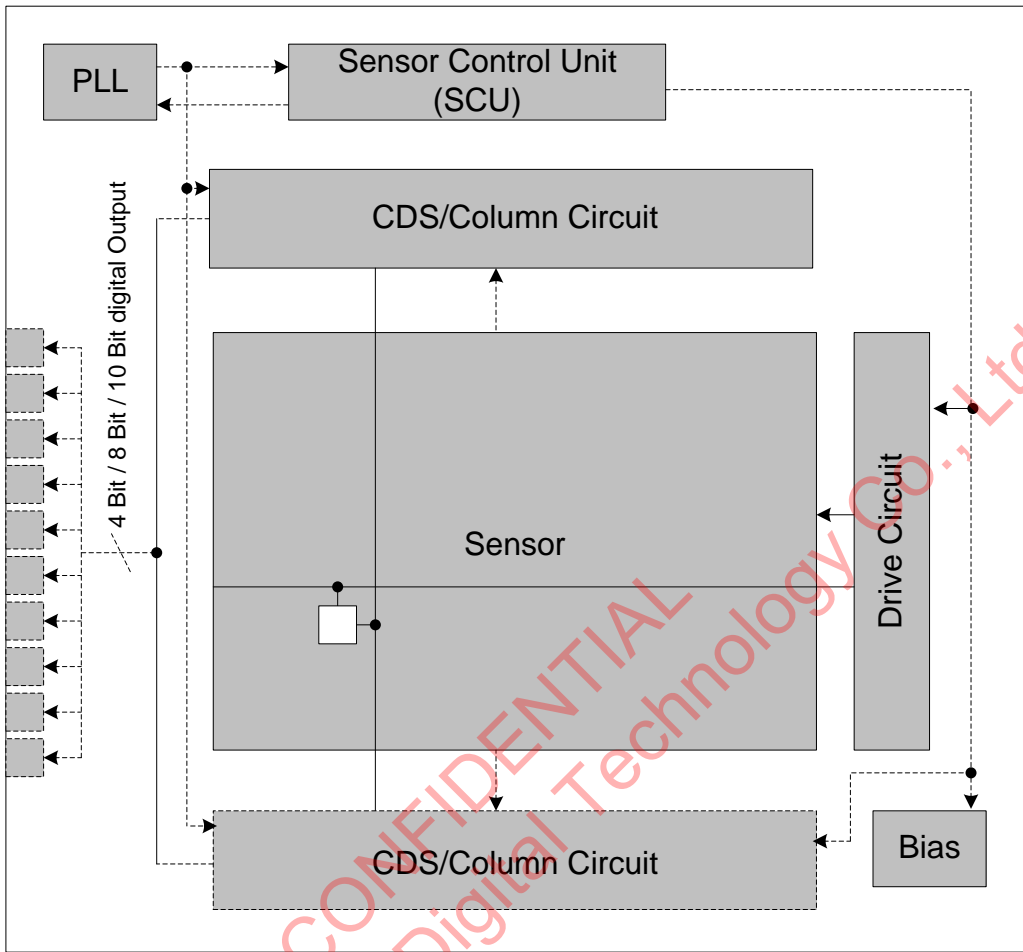 PLL
Sensor Control Unit
(SCU)
CDS/Column Circuit
4 Bit / 8 Bit / 10 Bit digital Output
Sensor
Drive Circuit
CDS/Column Circuit
Bias
CONFIDENTIAL
Digital Technology Co., Ltd